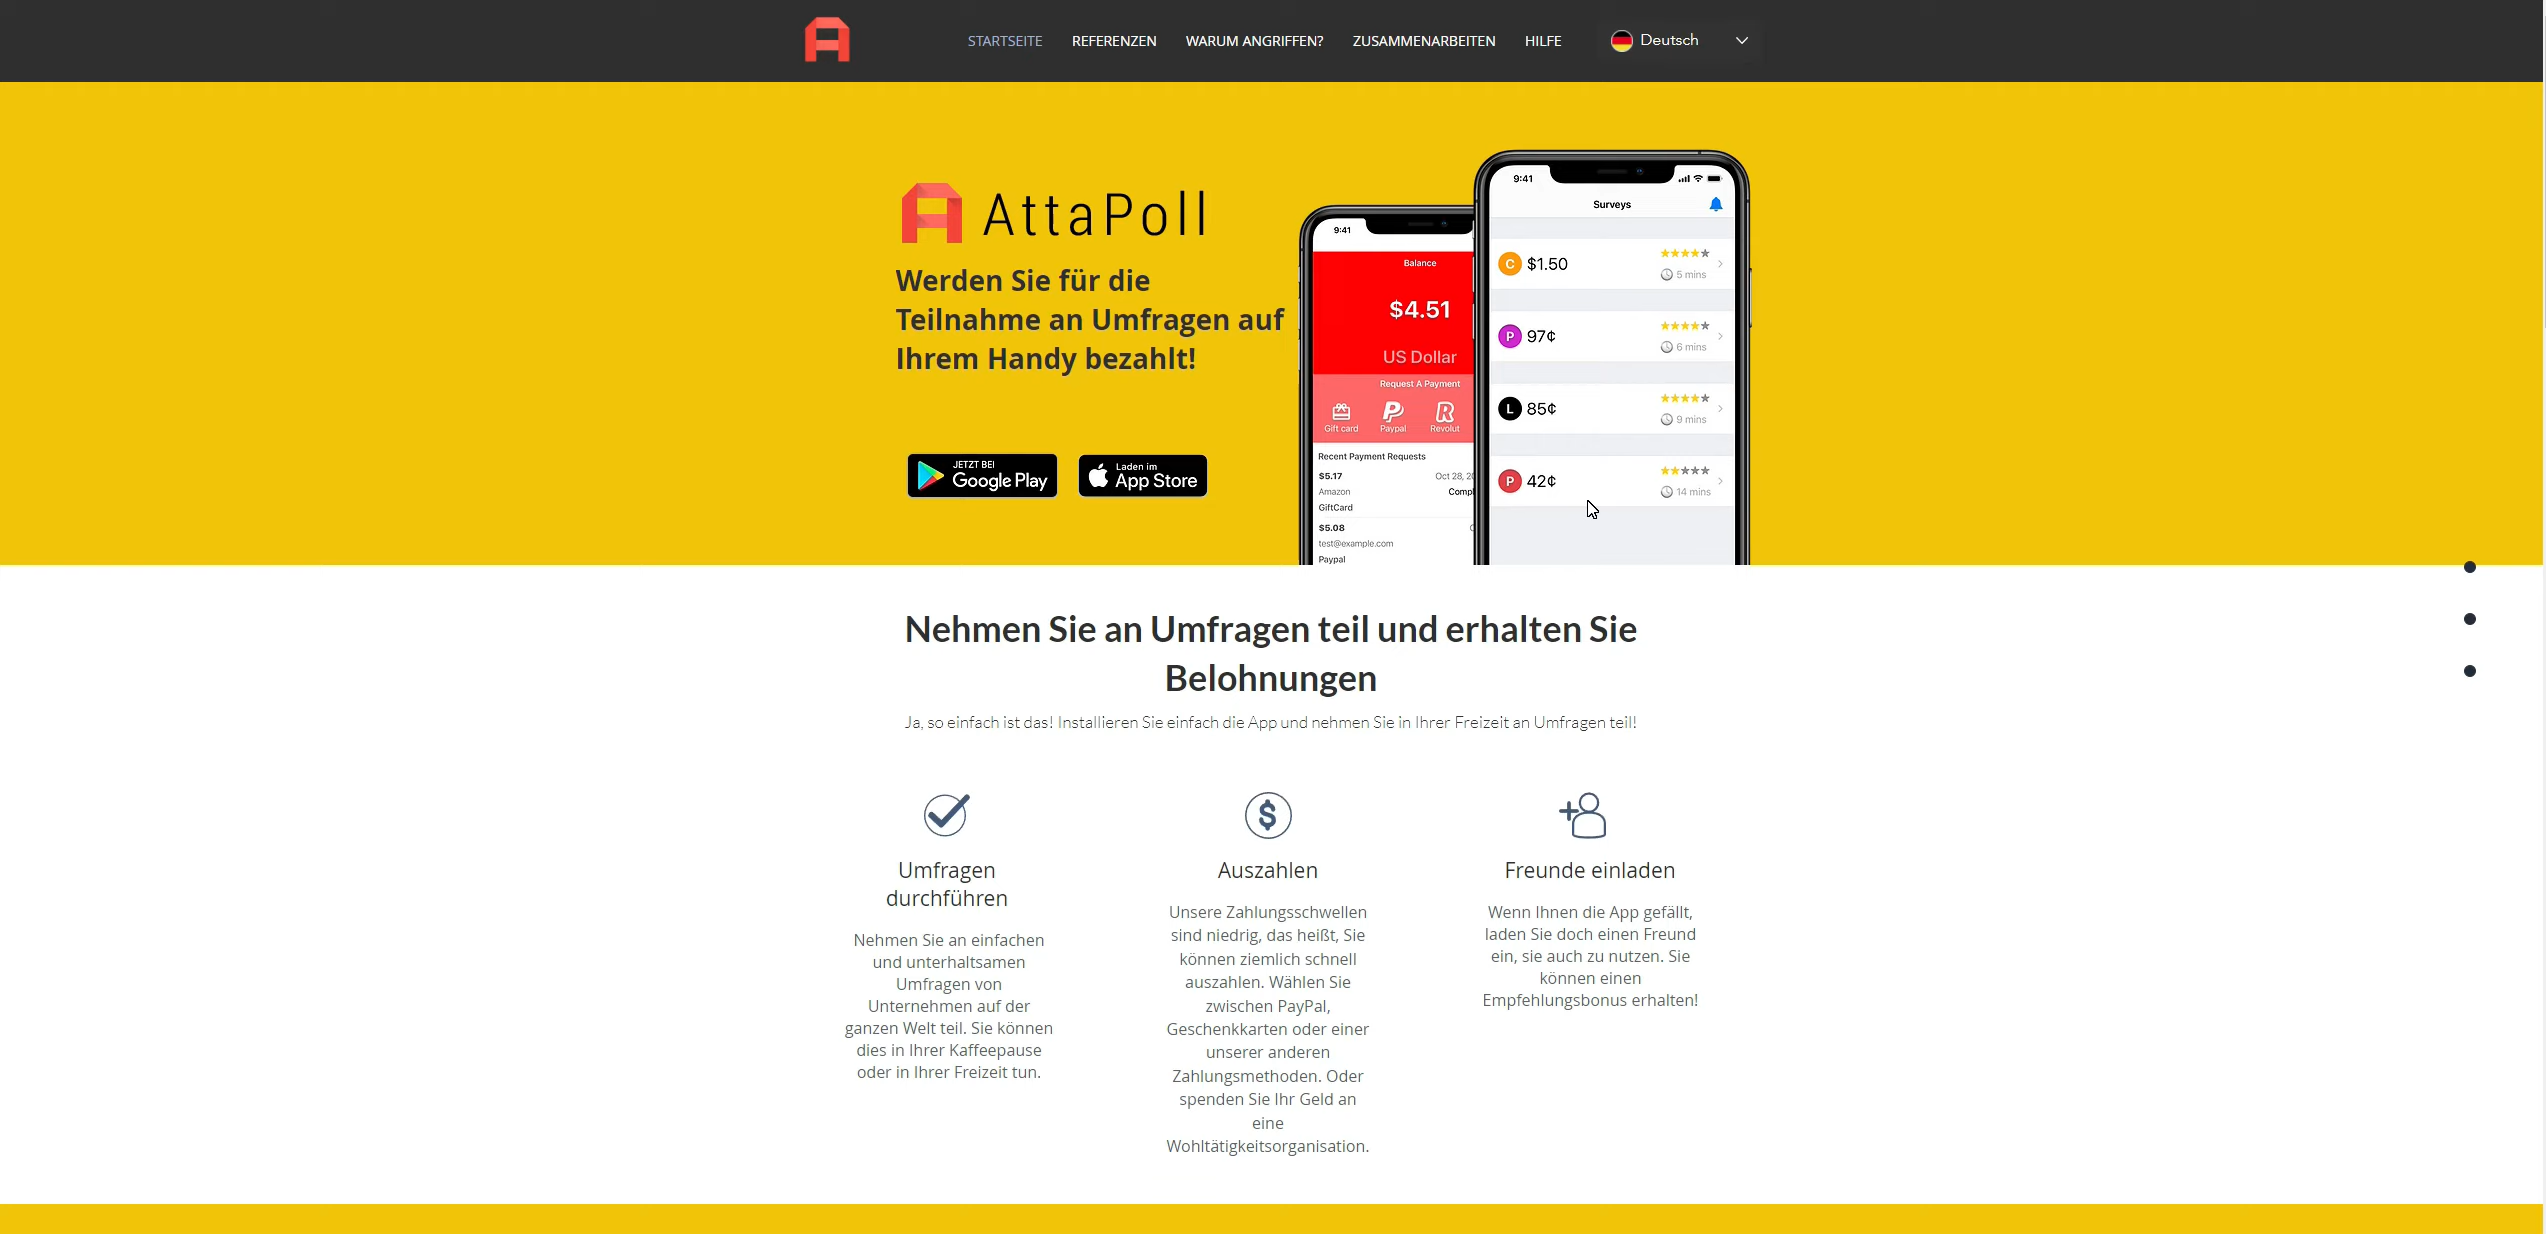 STARTSEITE REFERENZEN WARUM ANGRIFFEN? ZUSAMMENARBEITEN HILFE Deutsch
AttaPoll
Werden Sie für die
Teilnahme an Umfragen auf
Ihrem Handy bezahlt!
JETZT BEI
Google Play
Laden im
App Store
9:41
Balance
$4.51
US Dollar
Request A Payment
Gift card Paypal Revolut
Recent Payment Requests
$5.17 Oct 28, 20
Amazon Compl
GiftCard
$5.08
test@example.com
Paypal
9:41
Surveys
C $1.50
5 mins
P 97¢
6 mins
L 85¢
9 mins
P 42¢
14 mins
Nehmen Sie an Umfragen teil und erhalten Sie
Belohnungen
Ja, so einfach ist das! Installieren Sie einfach die App und nehmen Sie in Ihrer Freizeit an Umfragen teil!
Umfragen
durchführen
Nehmen Sie an einfachen
und unterhaltsamen
Umfragen von
Unternehmen auf der
ganzen Welt teil. Sie können
dies in Ihrer Kaffeepause
oder in Ihrer Freizeit tun.
Auszahlen
Unsere Zahlungsschwellen
sind niedrig, das heißt, Sie
können ziemlich schnell
auszahlen. Wählen Sie
zwischen PayPal,
Geschenkkarten oder einer
unserer anderen
Zahlungsmethoden. Oder
spenden Sie Ihr Geld an
eine
Wohltätigkeitsorganisation.
Freunde einladen
Wenn Ihnen die App gefällt,
laden Sie doch einen Freund
ein, sie auch zu nutzen. Sie
können einen
Empfehlungsbonus erhalten!